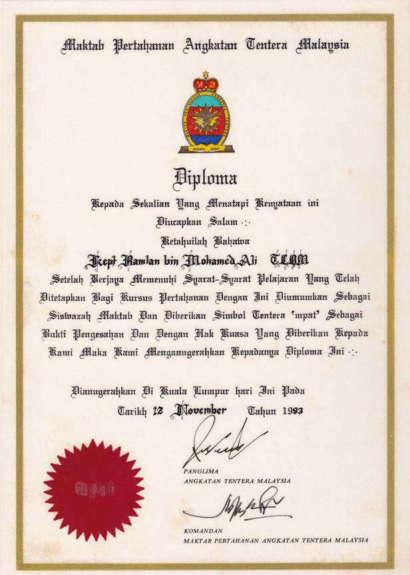 Maktab Pertahanan Angkatan Tentera Malaysia
Diploma
Kepada Sekalian Yang Menatapi Kenyataan ini
Diucapkan Salam :-
Ketahuilah Bahawa
Kept Ramlan bin Mohamed Ali TLDM
Setelah Berjaya Memenuhi Syarat-Syarat Pelajaran Yang Telah
Ditetapkan Bagi Kursus Pertahanan Dengan Ini Diumumkan Sebagai
Siswazah Maktab Dan Diberikan Simbol Tentera 'mpat' Sebagai
Bukti Pengesahan Dan Dengan Hak Kuasa Yang Diberikan Kepada
Kami Maka Kami Menganugerahkan Kepadanya Diploma Ini :-
Dianugerahkan Di Kuala Lumpur hari Ini Pada
Tarikh 12 November Tahun 1993
PANGLIMA
ANGKATAN TENTERA MALAYSIA
KOMANDAN
MAKTAB PERTAHANAN ANGKATAN TENTERA MALAYSIA